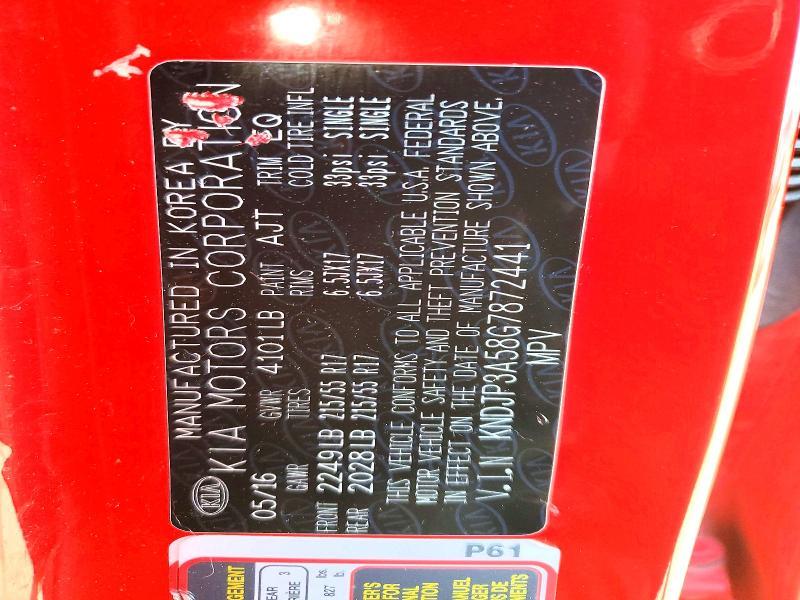 KIA
MANUFACTURED IN KOREA BY
KIA MOTORS CORPORATION
05/16 GVWR 4101LB PAINT AJT TRIM EQ
GAWR TIRES RIMS COLD TIRE INFL
FRONT 2249LB 215/55 R17 6.5JX17 33psi SINGLE
REAR 2028LB 215/55 R17 6.5JX17 33psi SINGLE
THIS VEHICLE CONFORMS TO ALL APPLICABLE U.S.A. FEDERAL
MOTOR VEHICLE SAFETY AND THEFT PREVENTION STANDARDS
IN EFFECT ON THE DATE OF MANUFACTURE SHOWN ABOVE.
V.I.N KNDJP3A58G7872441
MPV
P61